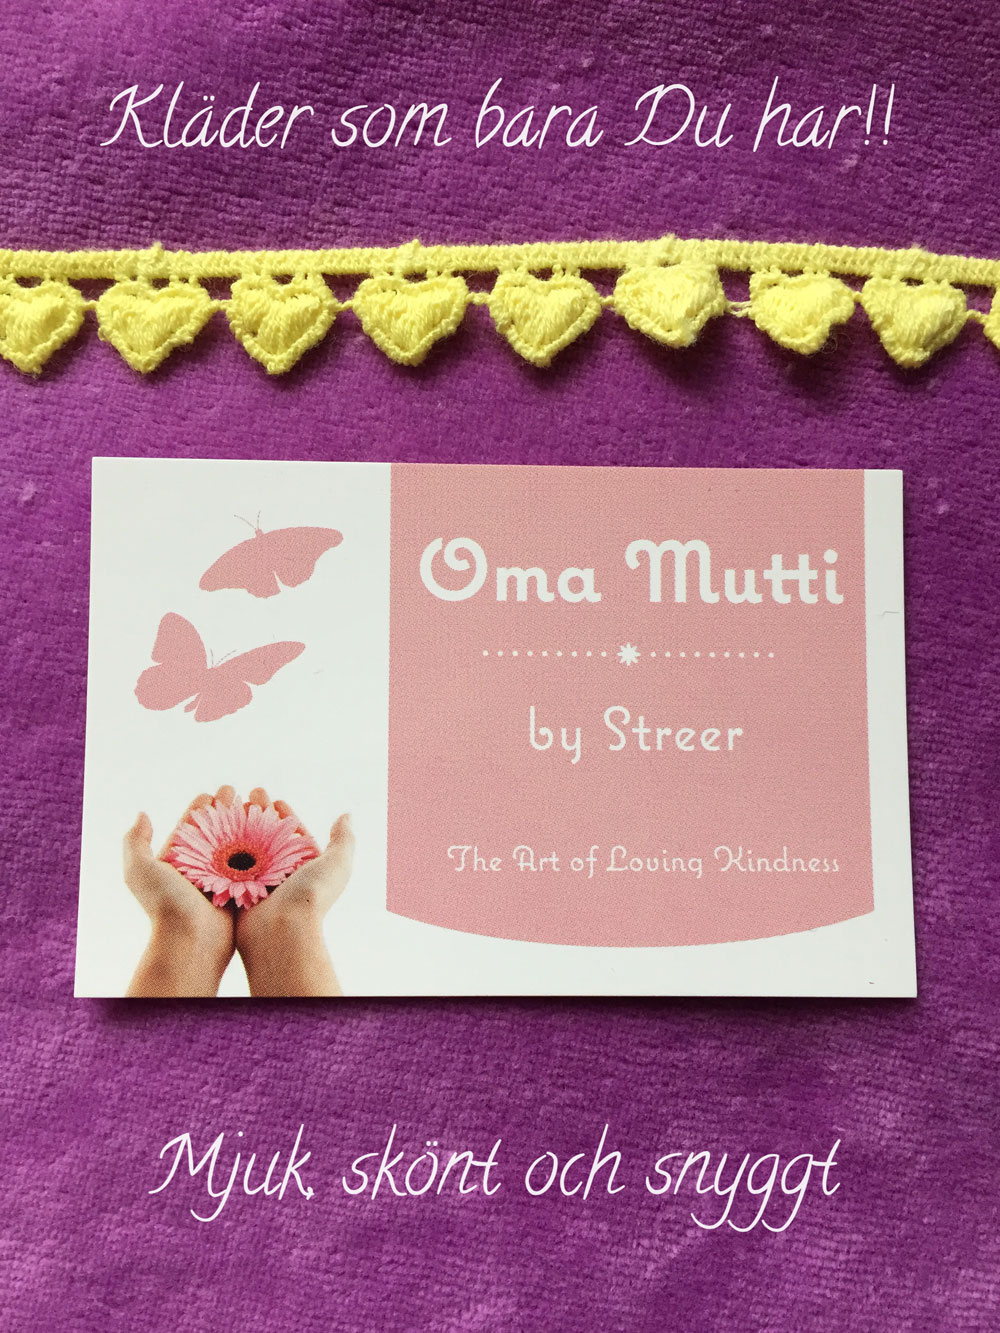 Kläder som bara Du har!!
Oma Mutti
by Streer
The Art of Loving Kindness
Mjuk, skönt och snyggt